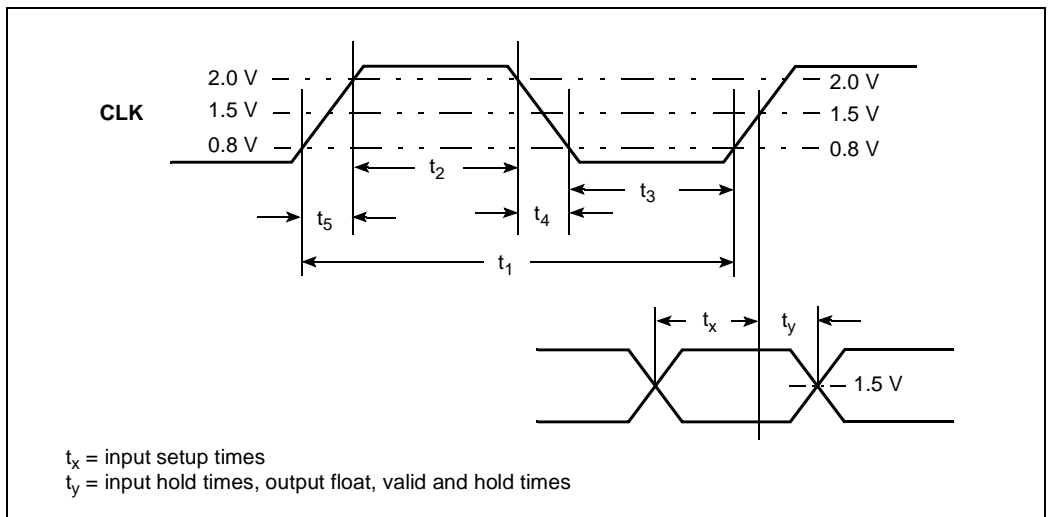 2.0 V
2.0 V
CLK
1.5 V
1.5 V
0.8 V
0.8 V
t2
t3
t5
t4
t1
tx
ty
1.5 V
tx = input setup times
ty = input hold times, output float, valid and hold times